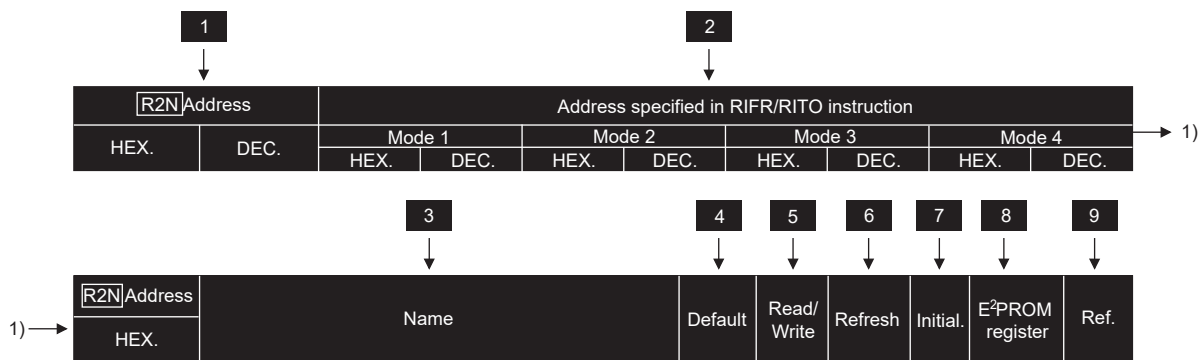 1 2
R2N Address Address specified in RIFR/RITO instruction
HEX. DEC. Mode 1 Mode 2 Mode 3 Mode 4 1)
HEX. DEC. HEX. DEC. HEX. DEC. HEX. DEC.
3 4 5 6 7 8 9
R2N Address
1) HEX. Name Default Read/ Write Refresh Initial. E²PROM register Ref.